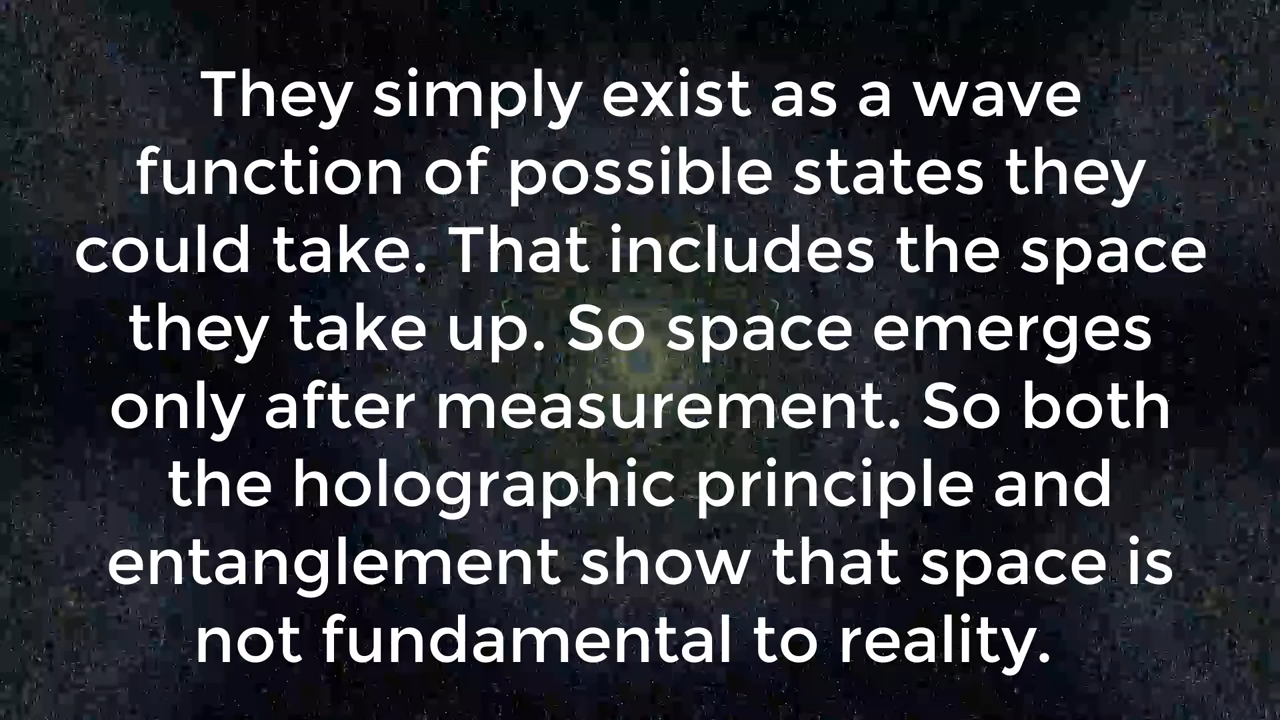 They simply exist as a wave
function of possible states they
could take. That includes the space
they take up. So space emerges
only after measurement. So both
the holographic principle and
entanglement show that space is
not fundamental to reality.